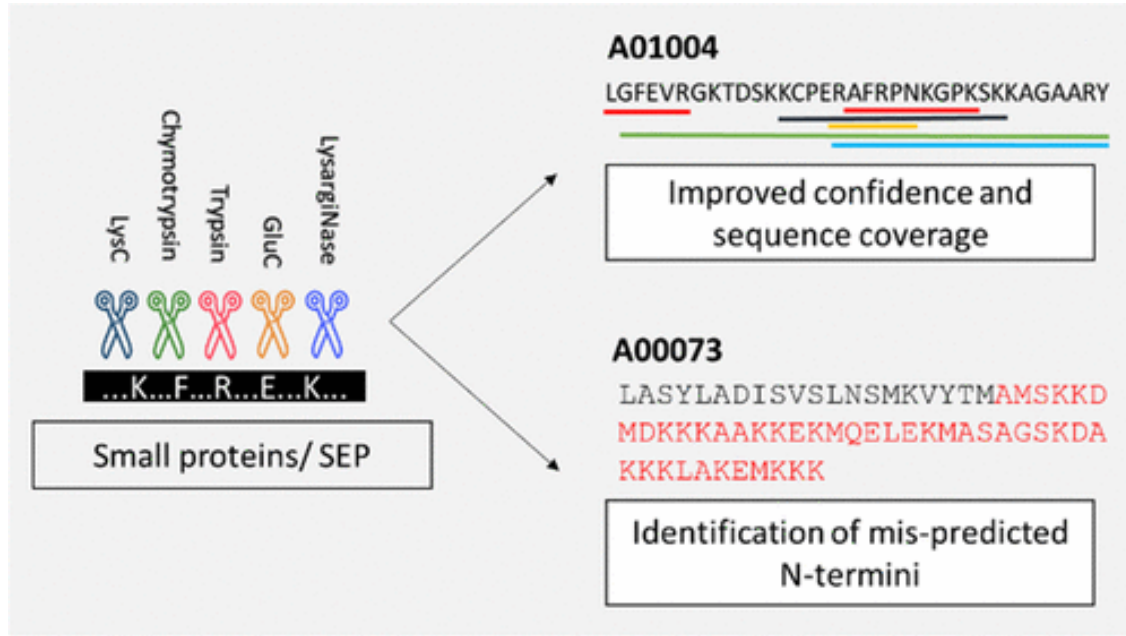 LysC
Chymotrypsin
Trypsin
GluC
LysargiNase
...K...F...R...E...K...
Small proteins/ SEP
A01004
LGFEVRGKTDSKKCPERAFRPNKGPKSKKAGAARY
Improved confidence and
sequence coverage
A00073
LASYLADISVSLNSMKVYTMAMSKKD
MDKKKAAKKEKMQELEKMASAGSKDA
KKKLAKEMKKK
Identification of mis-predicted
N-termini